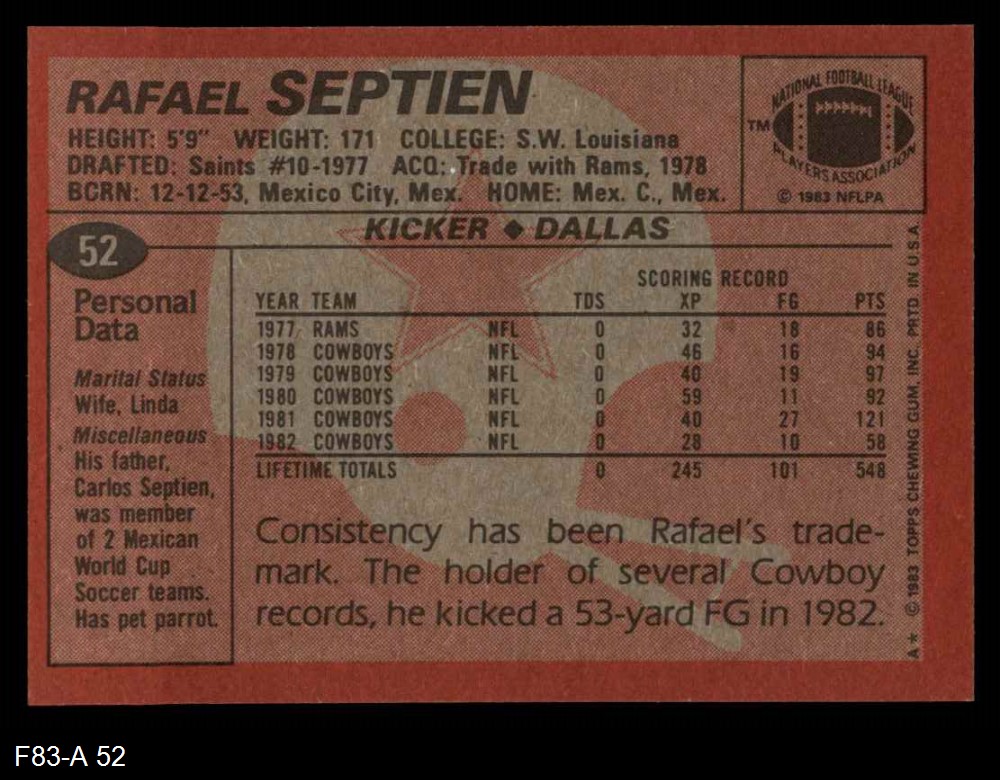 RAFAEL SEPTIEN
HEIGHT: 5'9" WEIGHT: 171 COLLEGE: S.W. Louisiana
DRAFTED: Saints #10-1977 ACQ: Trade with Rams, 1978
BCRN: 12-12-53, Mexico City, Mex. HOME: Mex. C., Mex.
NATIONAL FOOTBALL LEAGUE
TM
PLAYERS ASSOCIATION
© 1983 NFLPA
KICKER ◆ DALLAS
52
Personal
Data
Marital Status
Wife, Linda
Miscellaneous
His father,
Carlos Septien,
was member
of 2 Mexican
World Cup
Soccer teams.
Has pet parrot.
SCORING RECORD
YEAR TEAM TDS XP FG PTS
1977 RAMS NFL 0 32 18 86
1978 COWBOYS NFL 0 46 16 94
1979 COWBOYS NFL 0 40 19 97
1980 COWBOYS NFL 0 59 11 92
1981 COWBOYS NFL 0 40 27 121
1982 COWBOYS NFL 0 28 10 58
LIFETIME TOTALS 0 245 101 548
Consistency has been Rafael's trade-
mark. The holder of several Cowboy
records, he kicked a 53-yard FG in 1982.
A* © 1983 TOPPS CHEWING GUM, INC. PRTD. IN U.S.A.
F83-A 52